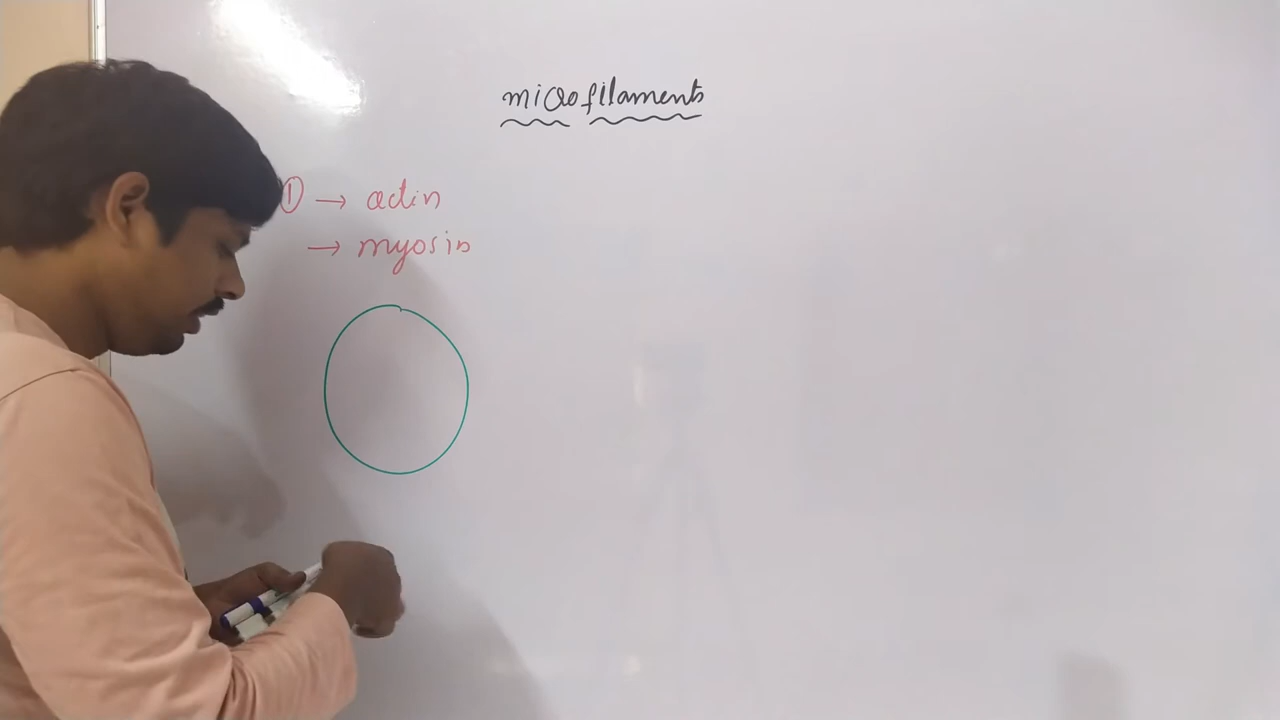 microfilaments
① → actin
→ myosin